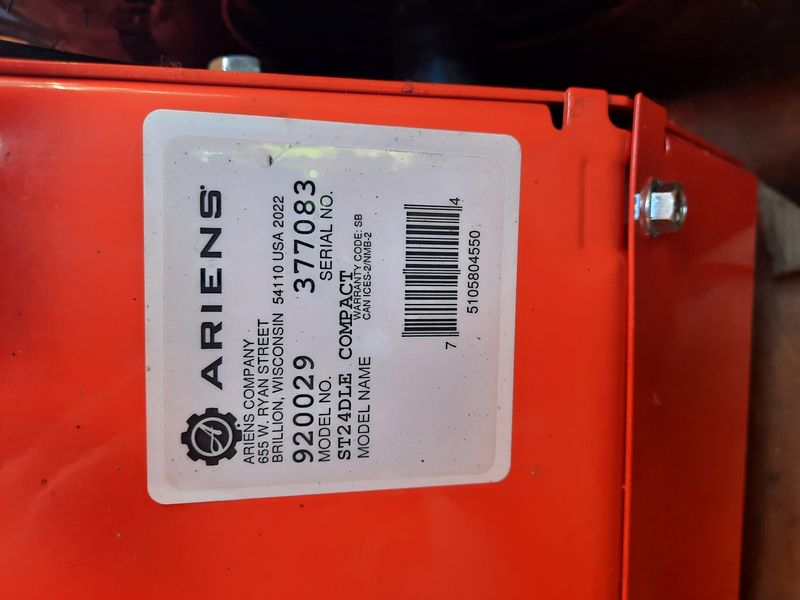 ARIENS
ARIENS COMPANY
655 W. RYAN STREET
BRILLION, WISCONSIN 54110 USA 2022
920029 377083
MODEL NO. SERIAL NO.
ST24DLE COMPACT
MODEL NAME
WARRANTY CODE: SB
CAN ICES-2/NMB-2
7 5105804550 4